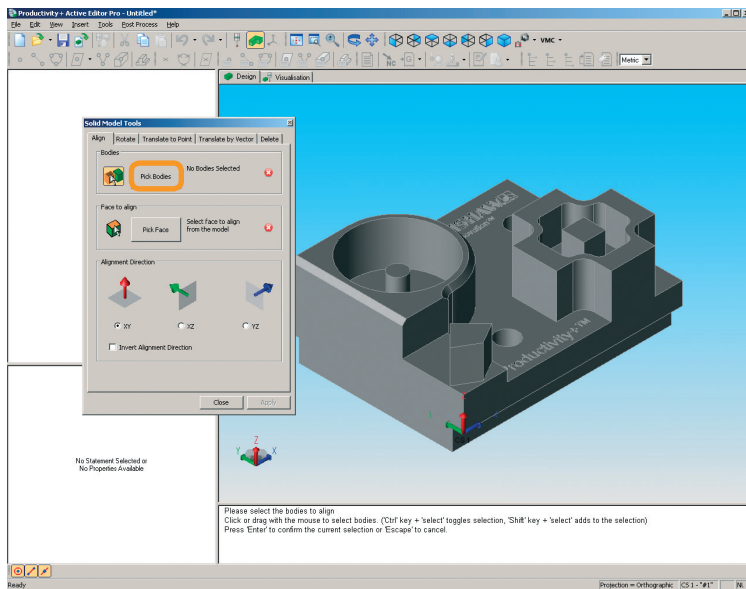 Productivity+ Active Editor Pro - Untitled*
File Edit View Insert Tools Post Process Help
VMC
NC
Metric
Design Visualisation
Solid Model Tools
Align Rotate Translate to Point Translate by Vector Delete
Bodies
Pick Bodies
No Bodies Selected
Face to align
Pick Face
Select face to align
from the model
Alignment Direction
XY XZ YZ
Invert Alignment Direction
Close Apply
Productivity+™
Z
Y X
No Statement Selected or
No Properties Available
Please select the bodies to align
Click or drag with the mouse to select bodies. ('Ctrl' key + 'select' toggles selection, 'Shift' key + 'select' adds to the selection)
Press 'Enter' to confirm the current selection or 'Escape' to cancel.
Ready
Projection = Orthographic CS 1 - "#1"